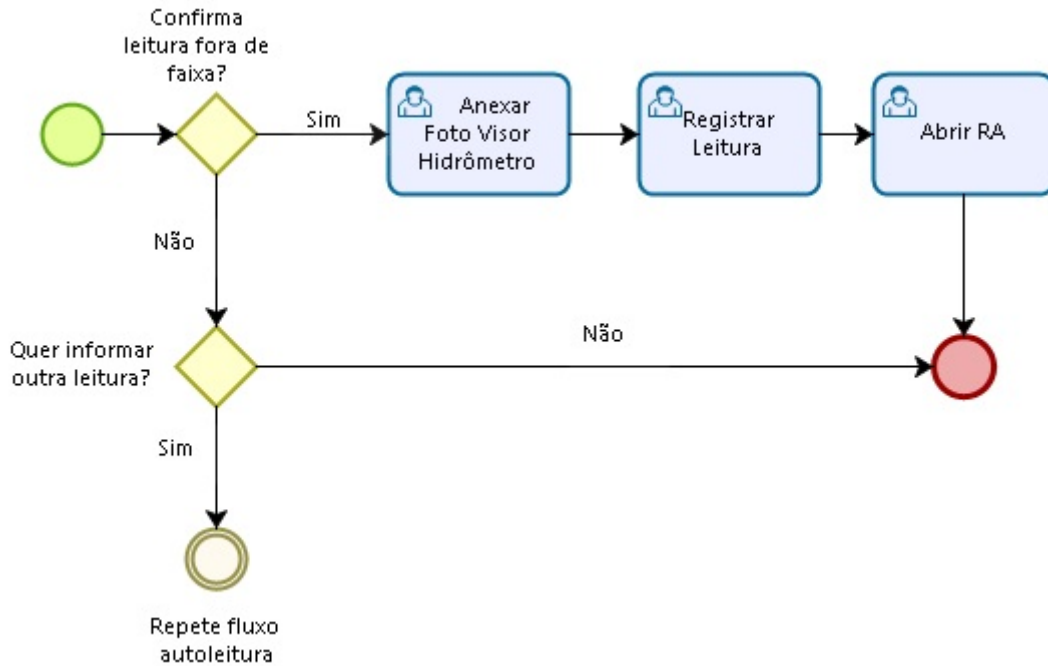 Confirma
leitura fora de
faixa?
Sim
Anexar
Foto Visor
Hidrômetro
Registrar
Leitura
Abrir RA
Não
Quer informar
outra leitura?
Não
Sim
Repete fluxo
autoleitura